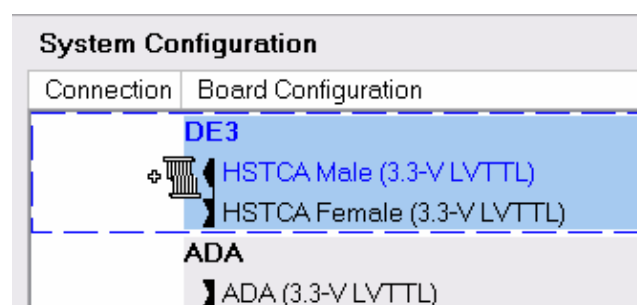 System Configuration
Connection Board Configuration
DE3
HSTCA Male (3.3-V LVTTL)
HSTCA Female (3.3-V LVTTL)
ADA
ADA (3.3-V LVTTL)